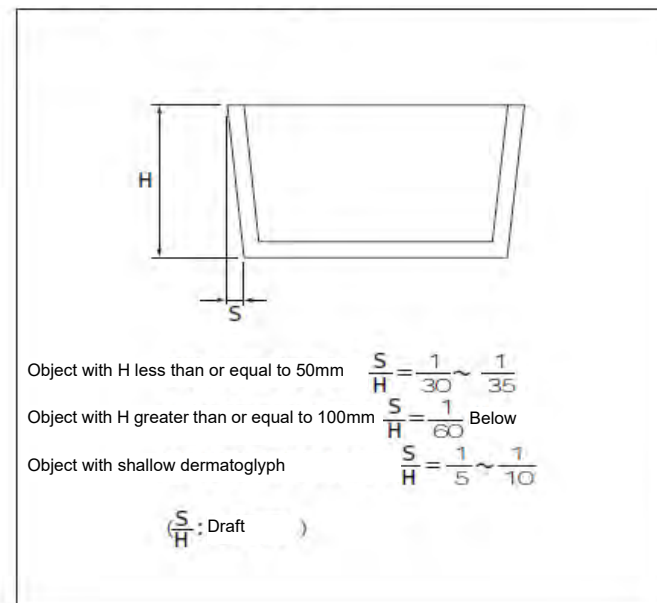 H
S
Object with H less than or equal to 50mm S/H = 1/30 ~ 1/35
Object with H greater than or equal to 100mm S/H = 1/60 Below
Object with shallow dermatoglyph S/H = 1/5 ~ 1/10
(S/H : Draft )